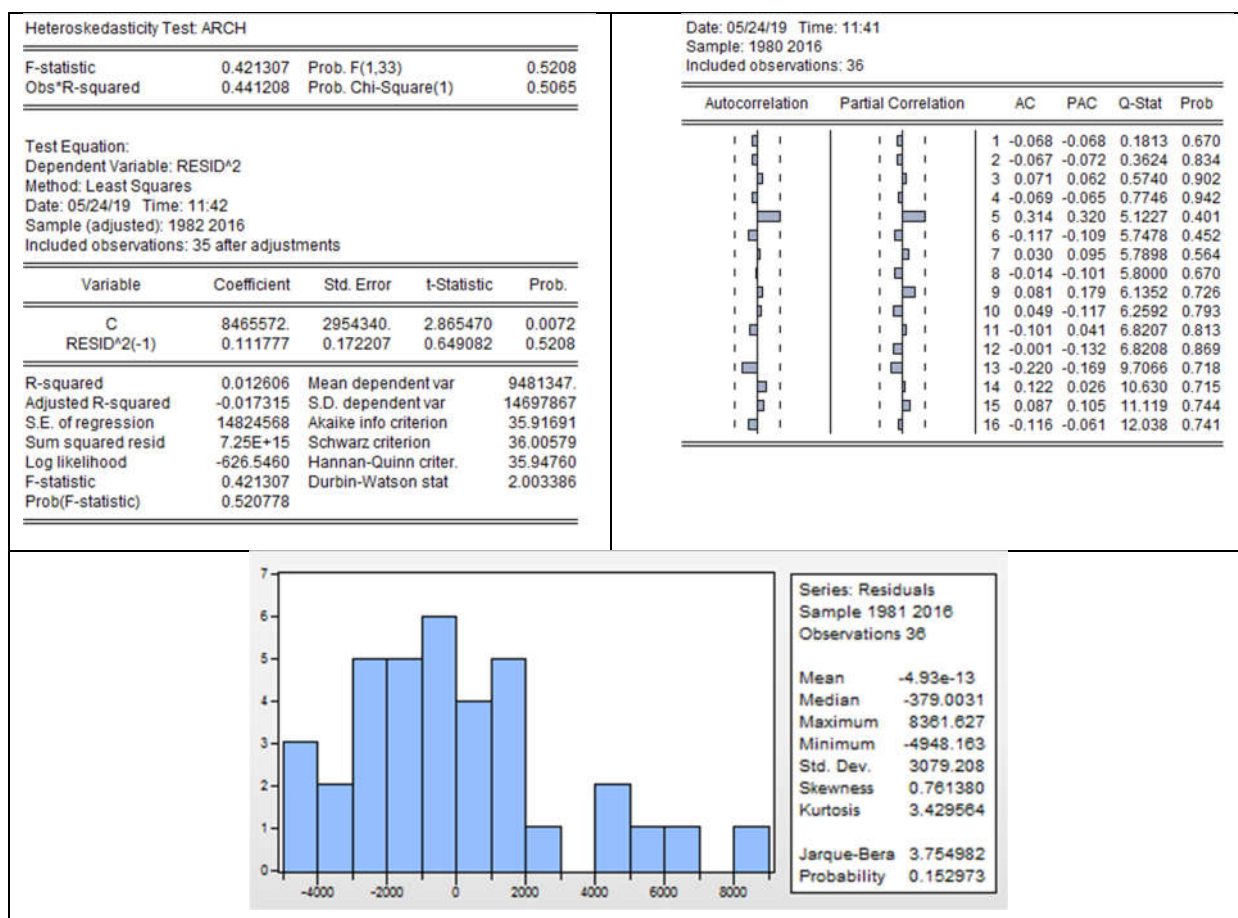 Heteroskedasticity Test: ARCH
F-statistic 0.421307 Prob. F(1,33) 0.5208
Obs*R-squared 0.441208 Prob. Chi-Square(1) 0.5065
Test Equation:
Dependent Variable: RESID^2
Method: Least Squares
Date: 05/24/19 Time: 11:42
Sample (adjusted): 1982 2016
Included observations: 35 after adjustments
Variable Coefficient Std. Error t-Statistic Prob.
C 8465572. 2954340. 2.865470 0.0072
RESID^2(-1) 0.111777 0.172207 0.649082 0.5208
R-squared 0.012606 Mean dependent var 9481347.
Adjusted R-squared -0.017315 S.D. dependent var 14697867
S.E. of regression 14824568 Akaike info criterion 35.91691
Sum squared resid 7.25E+15 Schwarz criterion 36.00579
Log likelihood -626.5460 Hannan-Quinn criter. 35.94760
F-statistic 0.421307 Durbin-Watson stat 2.003386
Prob(F-statistic) 0.520778
Date: 05/24/19 Time: 11:41
Sample: 1980 2016
Included observations: 36
Autocorrelation Partial Correlation AC PAC Q-Stat Prob
1 -0.068 -0.068 0.1813 0.670
2 -0.067 -0.072 0.3624 0.834
3 0.071 0.062 0.5740 0.902
4 -0.069 -0.065 0.7746 0.942
5 0.314 0.320 5.1227 0.401
6 -0.117 -0.109 5.7478 0.452
7 0.030 0.095 5.7898 0.564
8 -0.014 -0.101 5.8000 0.670
9 0.081 0.179 6.1352 0.726
10 0.049 -0.117 6.2592 0.793
11 -0.101 0.041 6.8207 0.813
12 -0.001 -0.132 6.8208 0.869
13 -0.220 -0.169 9.7066 0.718
14 0.122 0.026 10.630 0.715
15 0.087 0.105 11.119 0.744
16 -0.116 -0.061 12.038 0.741
7
6
5
4
3
2
1
0
-4000 -2000 0 2000 4000 6000 8000
Series: Residuals
Sample 1981 2016
Observations 36
Mean -4.93e-13
Median -379.0031
Maximum 8361.627
Minimum -4948.163
Std. Dev. 3079.208
Skewness 0.761380
Kurtosis 3.429564
Jarque-Bera 3.754982
Probability 0.152973